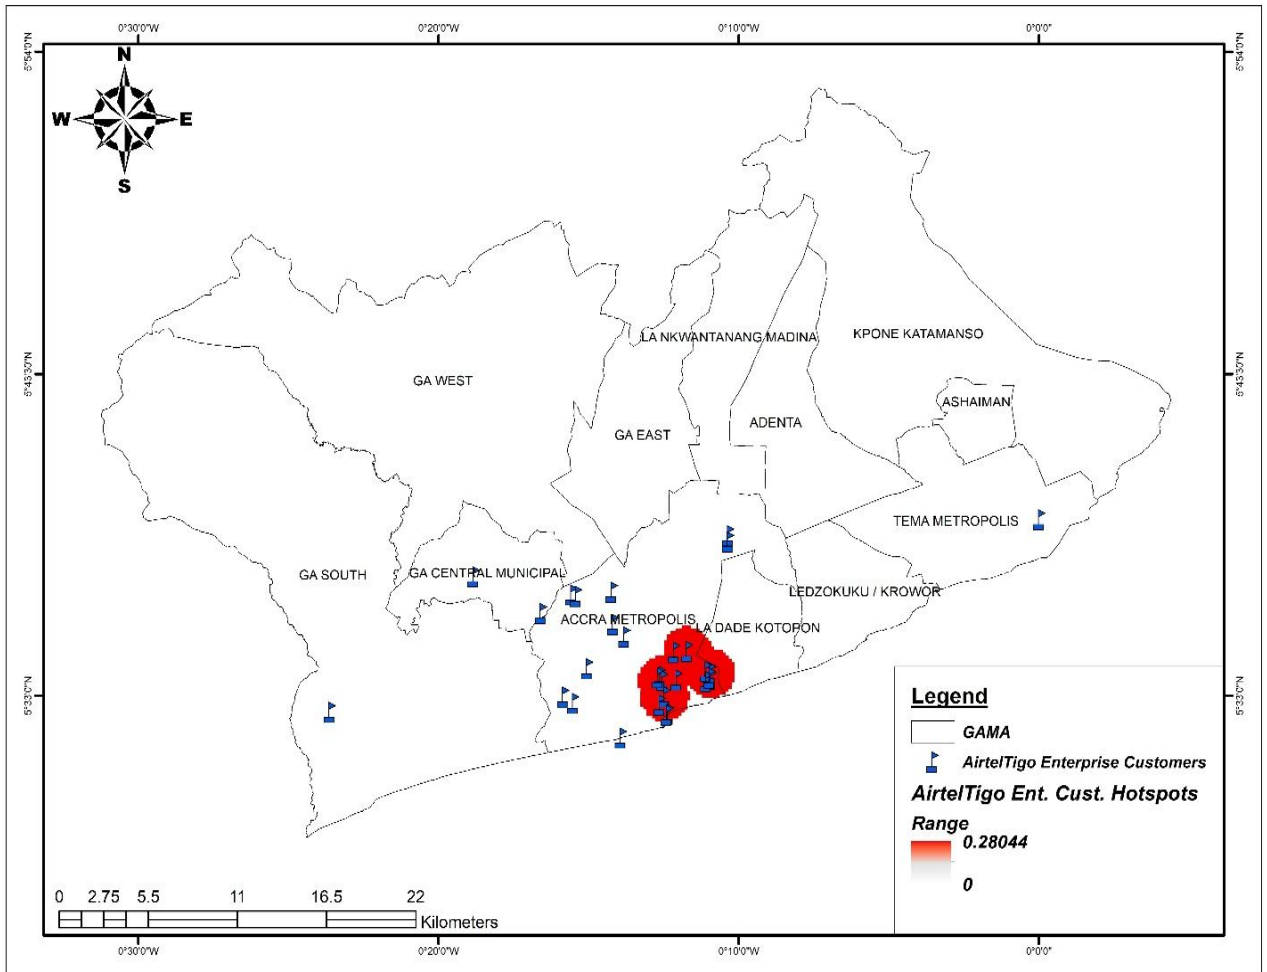 0°30'0"W 0°20'0"W 0°10'0"W 0°0'0"
5°54'0"N 5°54'0"N
N
W E
S
LA NKWANTANANG MADINA KPONE KATAMANSO
5°43'30"N 5°43'30"N
GA WEST
ASHAIMAN
ADENTA
GA EAST
TEMA METROPOLIS
GA SOUTH GA CENTRAL MUNICIPAL
LEDZOKUKU / KROWOR
ACCRA METROPOLIS
LA DADE KOTOPON
5°33'0"N 5°33'0"N
Legend
GAMA
AirtelTigo Enterprise Customers
AirtelTigo Ent. Cust. Hotspots
Range
0.28044
0
0 2.75 5.5 11 16.5 22
Kilometers
0°30'0"W 0°20'0"W 0°10'0"W 0°0'0"